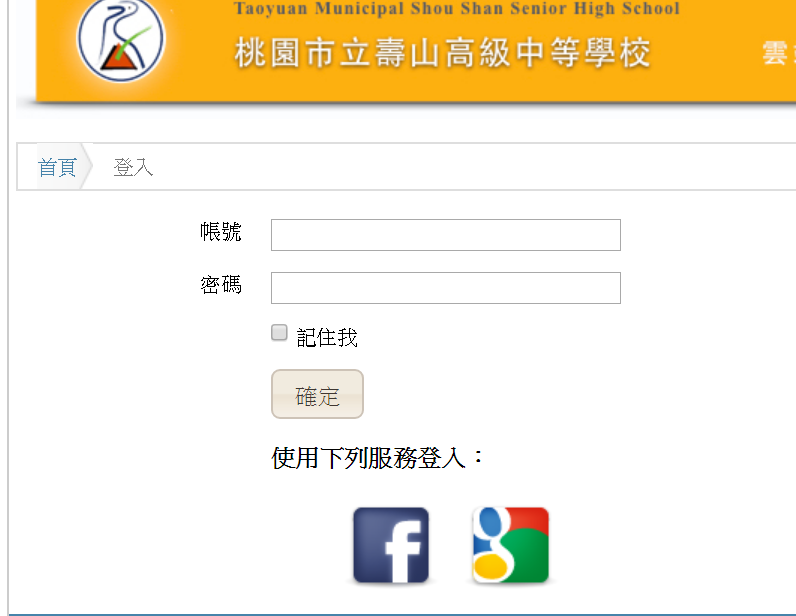 Taoyuan Municipal Shou Shan Senior High School
桃園市立壽山高級中等學校
雲
首頁
登入
帳號
密碼
記住我
確定
使用下列服務登入：
f
g